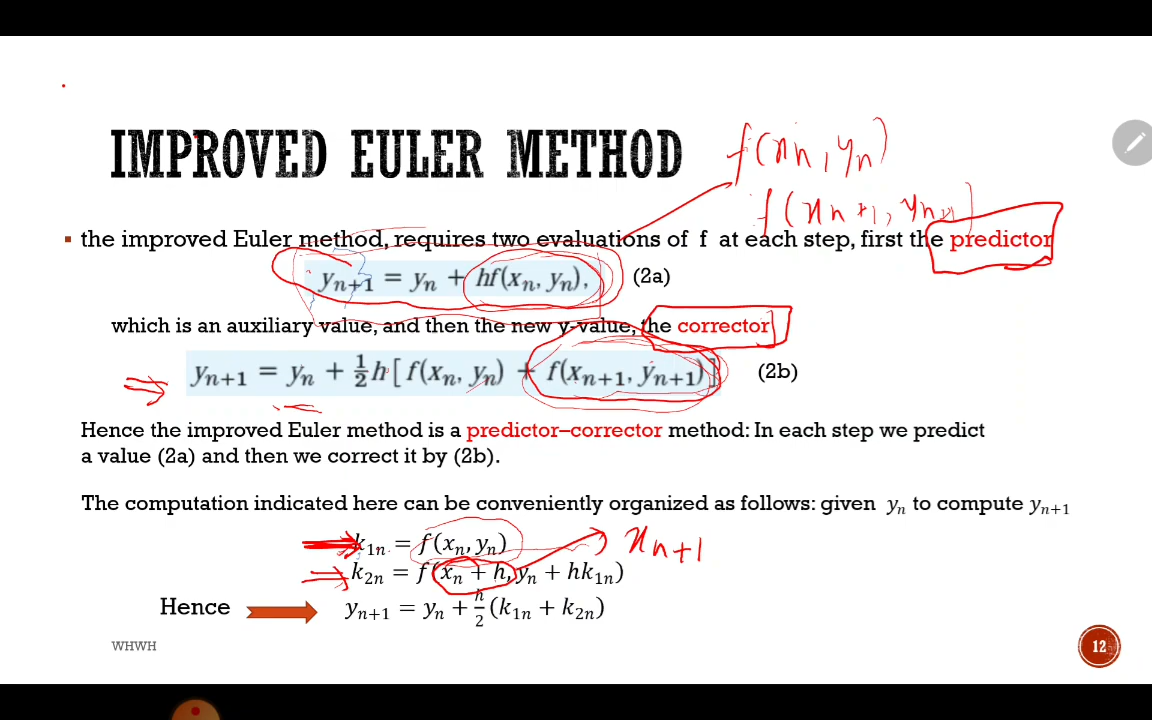 IMPROVED EULER METHOD
f(xn, yn)
f(xn+1, yn+1)
▪ the improved Euler method, requires two evaluations of f at each step, first the predictor
yₙ₊₁ = yₙ + hf(xₙ, yₙ), (2a)
which is an auxiliary value, and then the new y-value, the corrector
yₙ₊₁ = yₙ + ½h[f(xₙ, yₙ) + f(xₙ₊₁, yₙ₊₁)] (2b)
Hence the improved Euler method is a predictor–corrector method: In each step we predict
a value (2a) and then we correct it by (2b).
The computation indicated here can be conveniently organized as follows: given yₙ to compute yₙ₊₁
k₁ₙ = f(xₙ, yₙ)
xn+1
k₂ₙ = f(xₙ + h, yₙ + hk₁ₙ)
Hence yₙ₊₁ = yₙ + h/2 (k₁ₙ + k₂ₙ)
WHWH
12